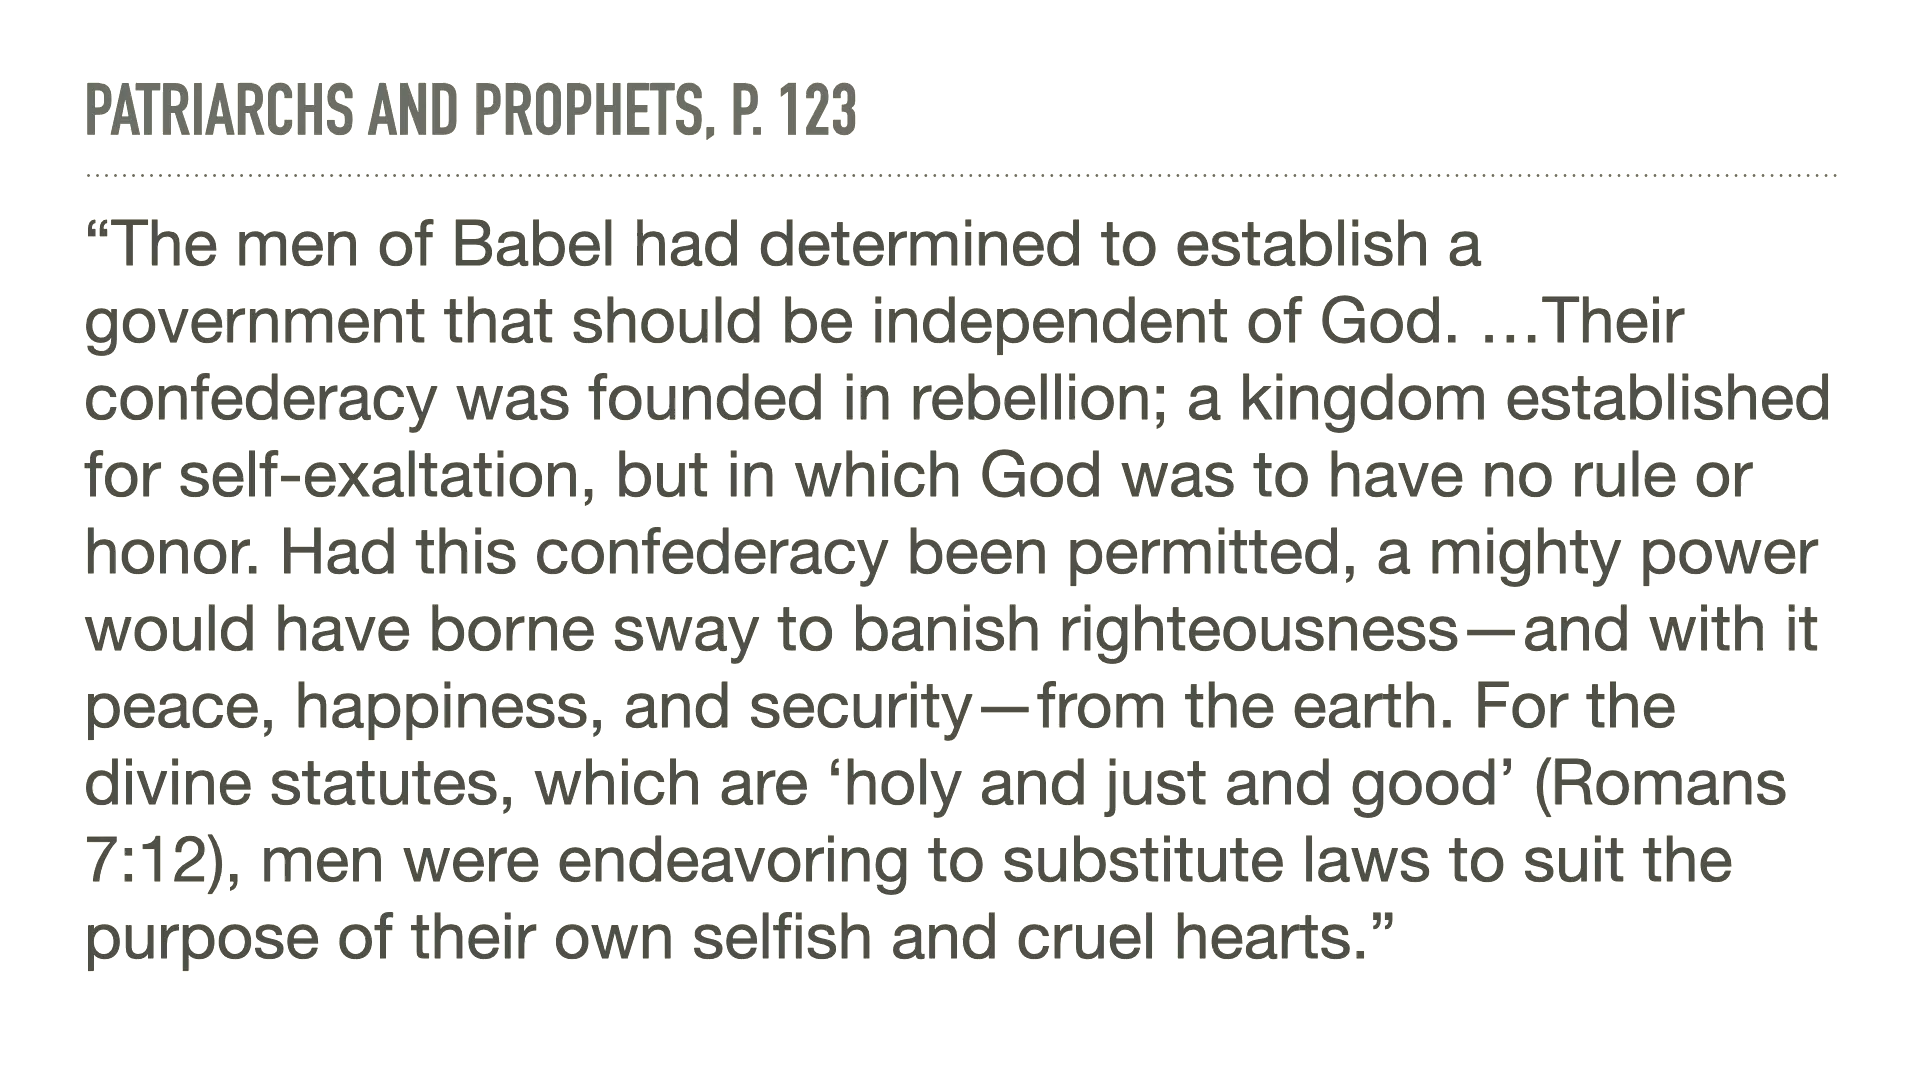 PATRIARCHS AND PROPHETS, P. 123
“The men of Babel had determined to establish a
government that should be independent of God. …Their
confederacy was founded in rebellion; a kingdom established
for self-exaltation, but in which God was to have no rule or
honor. Had this confederacy been permitted, a mighty power
would have borne sway to banish righteousness—and with it
peace, happiness, and security—from the earth. For the
divine statutes, which are ‘holy and just and good’ (Romans
7:12), men were endeavoring to substitute laws to suit the
purpose of their own selfish and cruel hearts.”